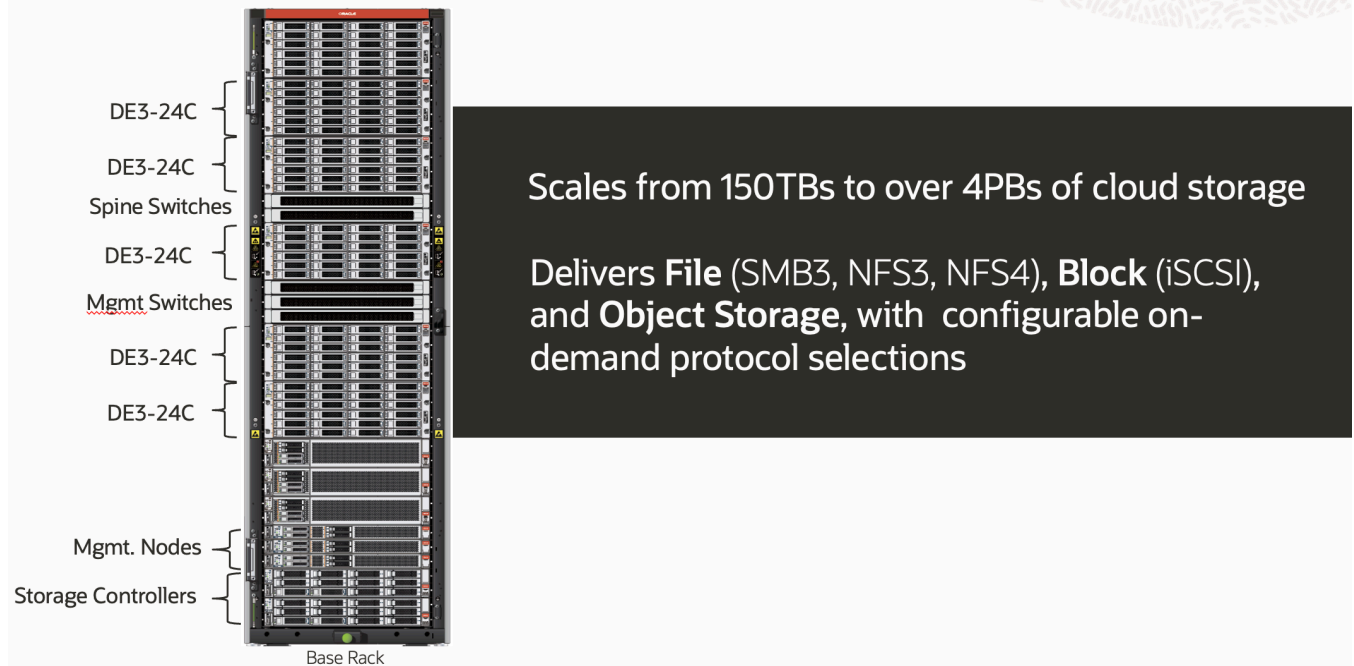 ORACLE
DE3-24C
DE3-24C
Spine Switches
DE3-24C
Mgmt Switches
DE3-24C
DE3-24C
Mgmt. Nodes
Storage Controllers
Base Rack
Scales from 150TBs to over 4PBs of cloud storage
Delivers File (SMB3, NFS3, NFS4), Block (iSCSI),
and Object Storage, with configurable on-
demand protocol selections